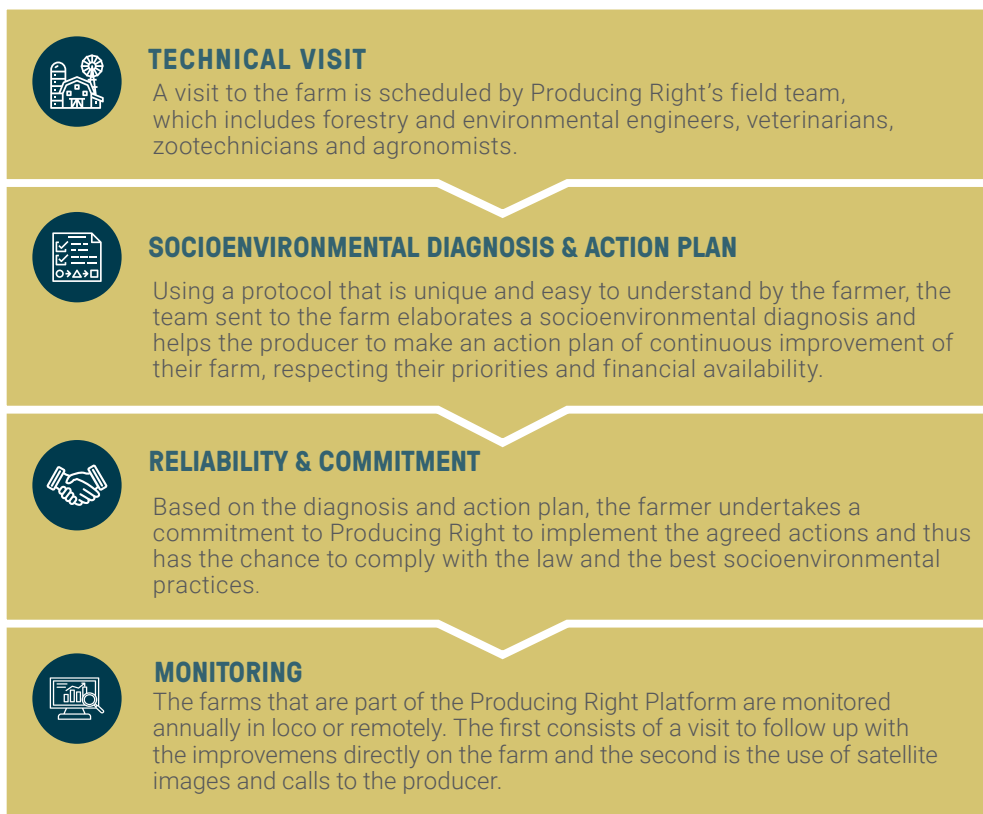 TECHNICAL VISIT
A visit to the farm is scheduled by Producing Right's field team,
which includes forestry and environmental engineers, veterinarians,
zootechnicians and agronomists.
SOCIOENVIRONMENTAL DIAGNOSIS & ACTION PLAN
Using a protocol that is unique and easy to understand by the farmer, the
team sent to the farm elaborates a socioenvironmental diagnosis and
helps the producer to make an action plan of continuous improvement of
their farm, respecting their priorities and financial availability.
RELIABILITY & COMMITMENT
Based on the diagnosis and action plan, the farmer undertakes a
commitment to Producing Right to implement the agreed actions and thus
has the chance to comply with the law and the best socioenvironmental
practices.
MONITORING
The farms that are part of the Producing Right Platform are monitored
annually in loco or remotely. The first consists of a visit to follow up with
the improvemens directly on the farm and the second is the use of satellite
images and calls to the producer.